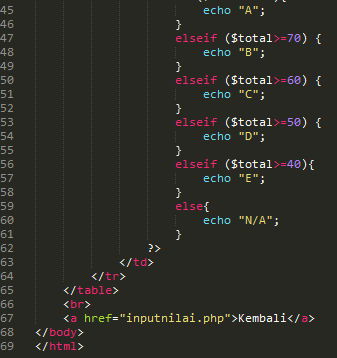 45 echo "A";
46 }
47 elseif ($total>=70) {
48 echo "B";
49 }
50 elseif ($total>=60) {
51 echo "C";
52 }
53 elseif ($total>=50) {
54 echo "D";
55 }
56 elseif ($total>=40){
57 echo "E";
58 }
59 else{
60 echo "N/A";
61 }
62 ?>
63 </td>
64 </tr>
65 </table>
66 <br>
67 <a href="inputnilai.php">Kembali</a>
68 </body>
69 </html>